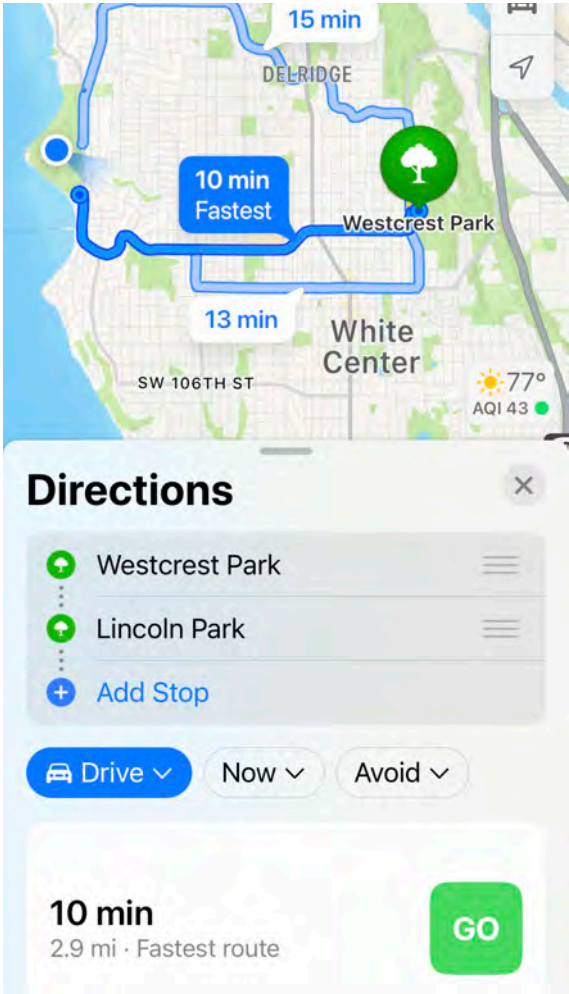 15 min
DELRIDGE
10 min
Fastest
Westcrest Park
13 min
White
Center
SW 106TH ST
77°
AQI 43
Directions
Westcrest Park
Lincoln Park
Add Stop
Drive
Now
Avoid
10 min
2.9 mi · Fastest route
GO